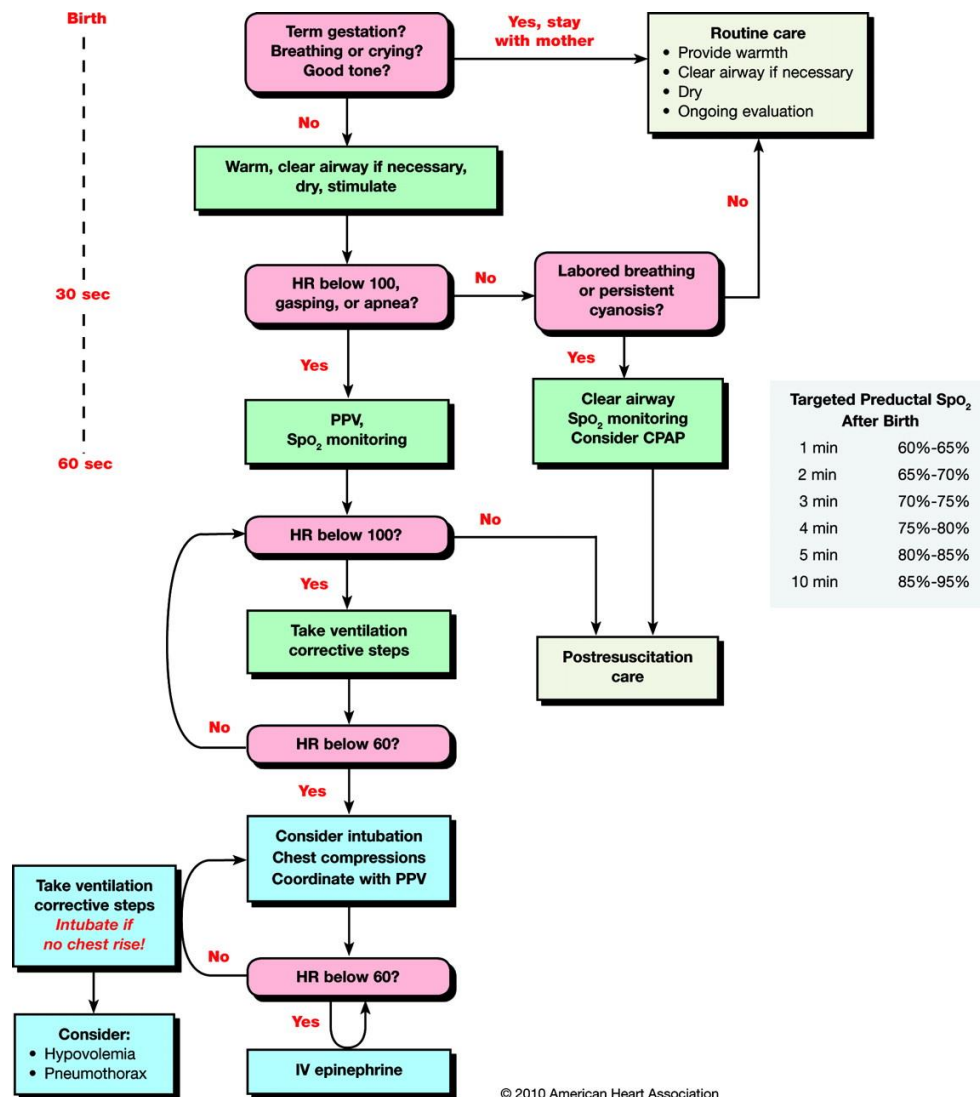 Birth
Term gestation?
Breathing or crying?
Good tone?
Yes, stay
with mother
Routine care
• Provide warmth
• Clear airway if necessary
• Dry
• Ongoing evaluation
No
Warm, clear airway if necessary,
dry, stimulate
No
30 sec
HR below 100,
gasping, or apnea?
No
Labored breathing
or persistent
cyanosis?
Yes
Yes
PPV,
SpO₂ monitoring
Clear airway
SpO₂ monitoring
Consider CPAP
60 sec
Targeted Preductal SpO₂
After Birth
1 min 60%-65%
2 min 65%-70%
3 min 70%-75%
4 min 75%-80%
5 min 80%-85%
10 min 85%-95%
HR below 100?
No
Yes
Take ventilation
corrective steps
Postresuscitation
care
No
HR below 60?
Yes
Consider intubation
Chest compressions
Coordinate with PPV
Take ventilation
corrective steps
Intubate if
no chest rise!
No
HR below 60?
Yes
Consider:
• Hypovolemia
• Pneumothorax
IV epinephrine
© 2010 American Heart Association